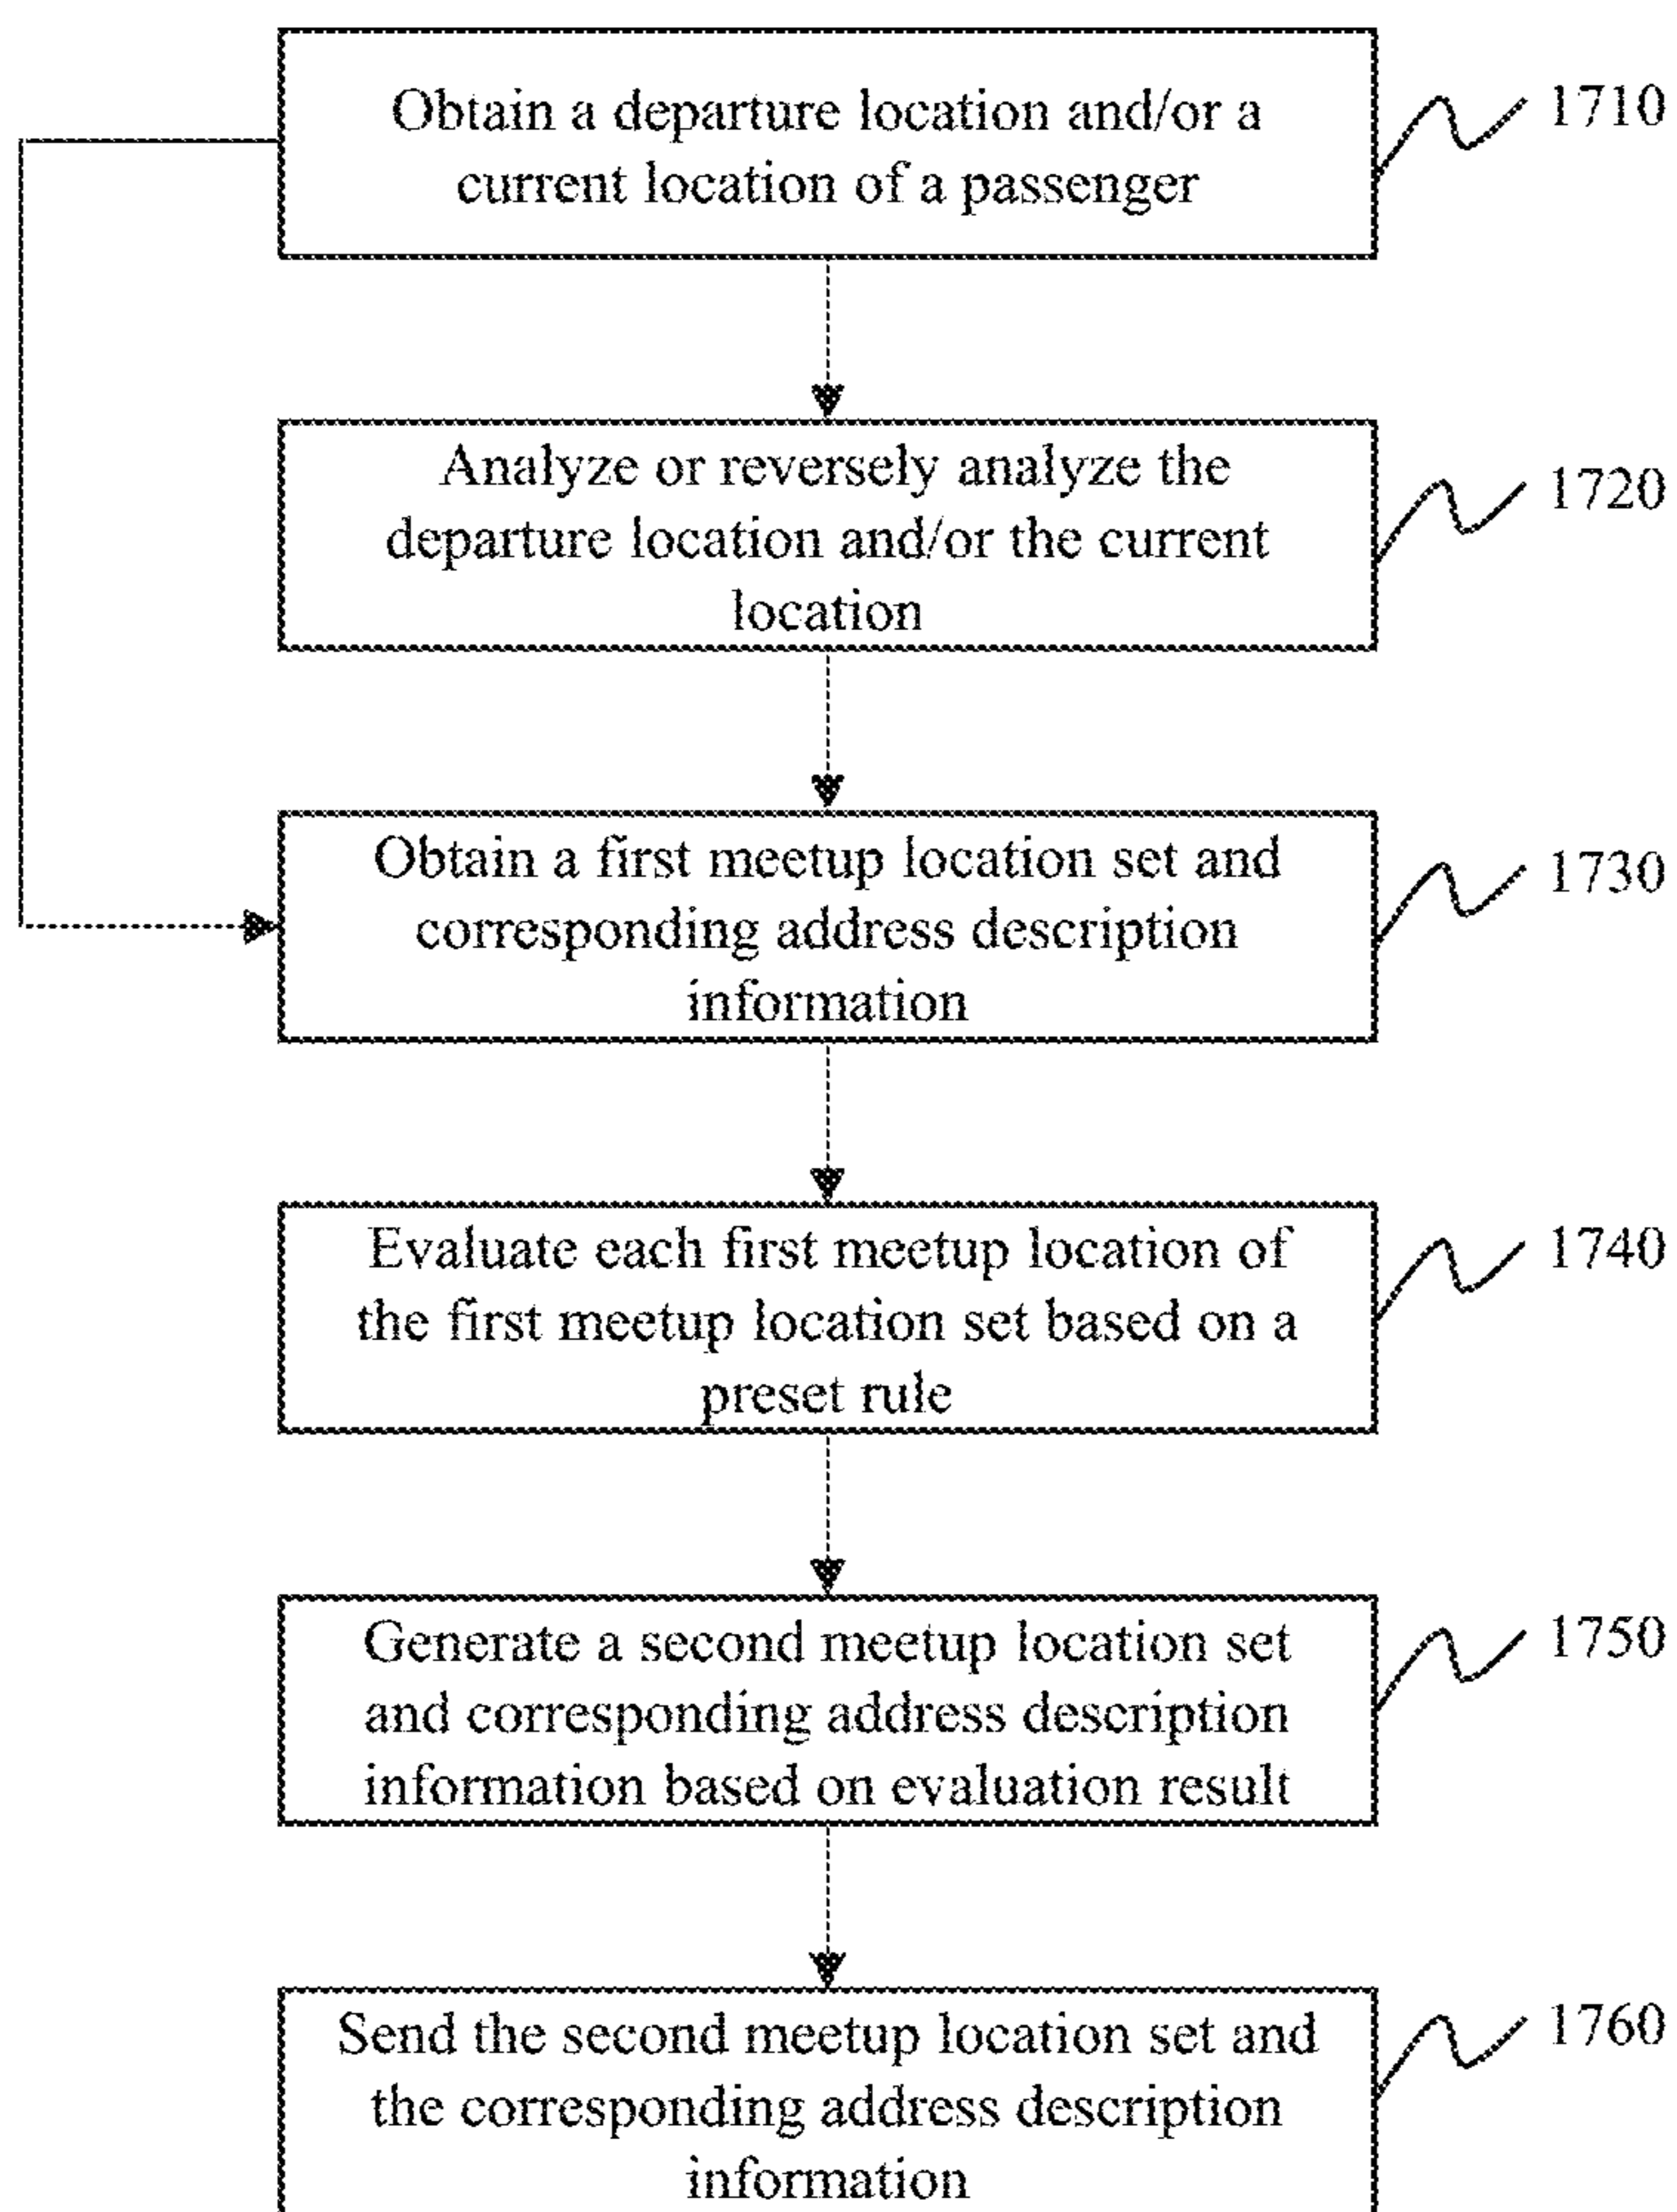 Obtain a departure location and/or a
current location of a passenger
1710
Analyze or reversely analyze the
departure location and/or the current
location
1720
Obtain a first meetup location set and
corresponding address description
information
1730
Evaluate each first meetup location of
the first meetup location set based on a
preset rule
1740
Generate a second meetup location set
and corresponding address description
information based on evaluation result
1750
Send the second meetup location set and
the corresponding address description
information
1760